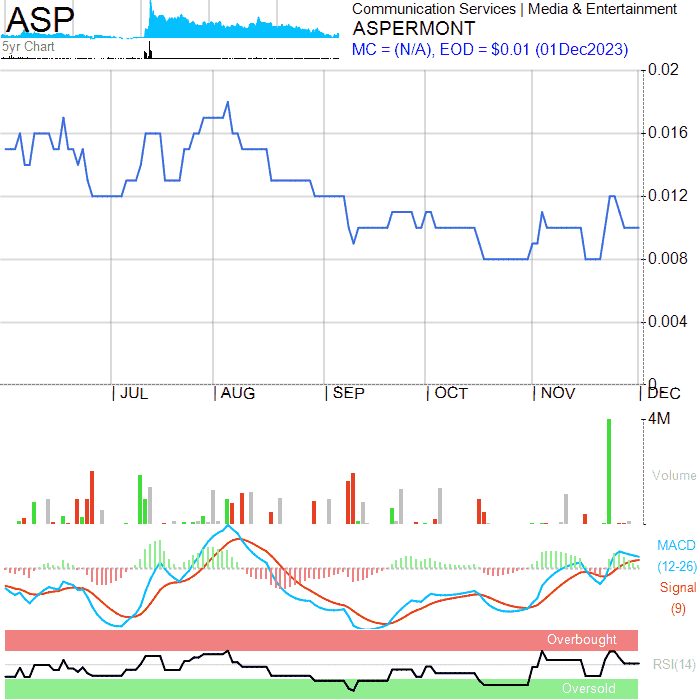 ASP
Communication Services | Media & Entertainment
ASPERMONT
5yr Chart
MC = (N/A), EOD = $0.01 (01Dec2023)
0.02
0.016
0.012
0.008
0.004
0
JUL AUG SEP OCT NOV DEC
4M
Volume
MACD
(12-26)
Signal
(9)
Overbought
RSI(14)
Oversold